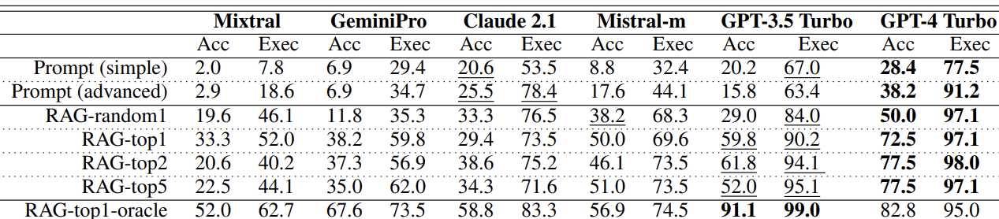 Mixtral GeminiPro Claude 2.1 Mistral-m GPT-3.5 Turbo GPT-4 Turbo
Acc Exec Acc Exec Acc Exec Acc Exec Acc Exec Acc Exec
Prompt (simple) 2.0 7.8 6.9 29.4 20.6 53.5 8.8 32.4 20.2 67.0 28.4 77.5
Prompt (advanced) 2.9 18.6 6.9 34.7 25.5 78.4 17.6 44.1 15.8 63.4 38.2 91.2
RAG-random1 19.6 46.1 11.8 35.3 33.3 76.5 38.2 68.3 29.0 84.0 50.0 97.1
RAG-top1 33.3 52.0 38.2 59.8 29.4 73.5 50.0 69.6 59.8 90.2 72.5 97.1
RAG-top2 20.6 40.2 37.3 56.9 38.6 75.2 46.1 73.5 61.8 94.1 77.5 98.0
RAG-top5 22.5 44.1 35.0 62.0 34.3 71.6 51.0 73.5 52.0 95.1 77.5 97.1
RAG-top1-oracle 52.0 62.7 67.6 73.5 58.8 83.3 56.9 74.5 91.1 99.0 82.8 95.0